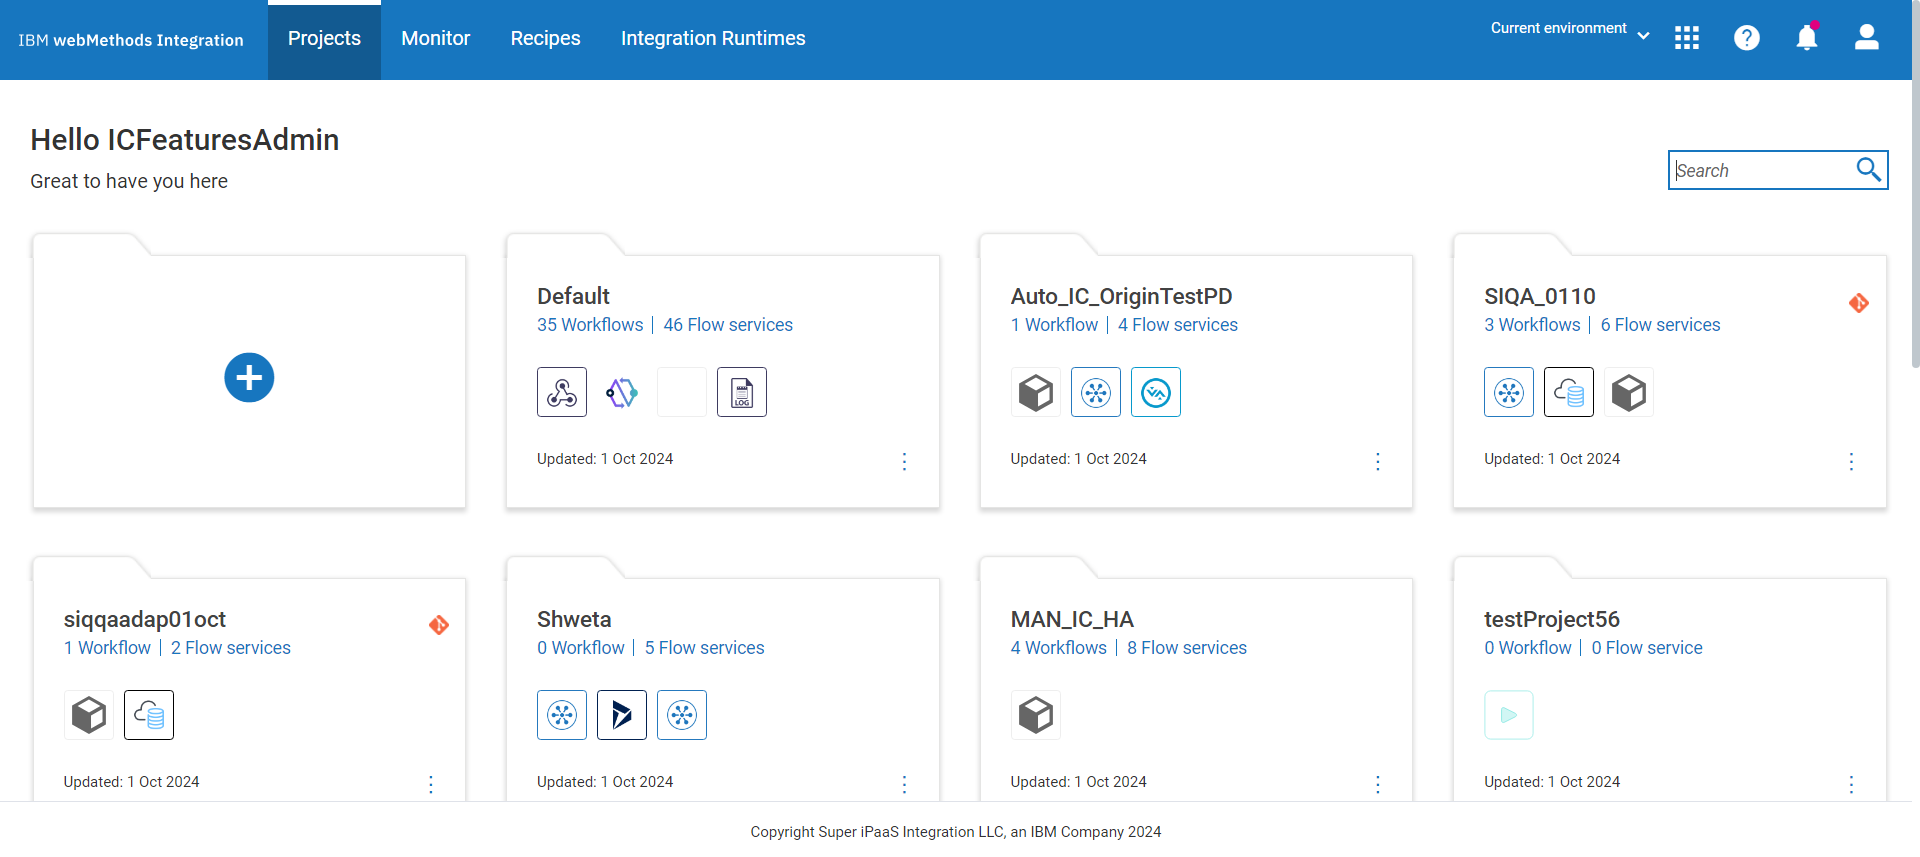 IBM webMethods Integration
Projects
Monitor
Recipes
Integration Runtimes
Current environment
Hello ICFeaturesAdmin
Great to have you here
Search
Default
35 Workflows | 46 Flow services
LOG
Updated: 1 Oct 2024
Auto_IC_OriginTestPD
1 Workflow | 4 Flow services
Updated: 1 Oct 2024
SIQA_0110
3 Workflows | 6 Flow services
Updated: 1 Oct 2024
siqqaadap01oct
1 Workflow | 2 Flow services
Updated: 1 Oct 2024
Shweta
0 Workflow | 5 Flow services
Updated: 1 Oct 2024
MAN_IC_HA
4 Workflows | 8 Flow services
Updated: 1 Oct 2024
testProject56
0 Workflow | 0 Flow service
Updated: 1 Oct 2024
Copyright Super iPaaS Integration LLC, an IBM Company 2024